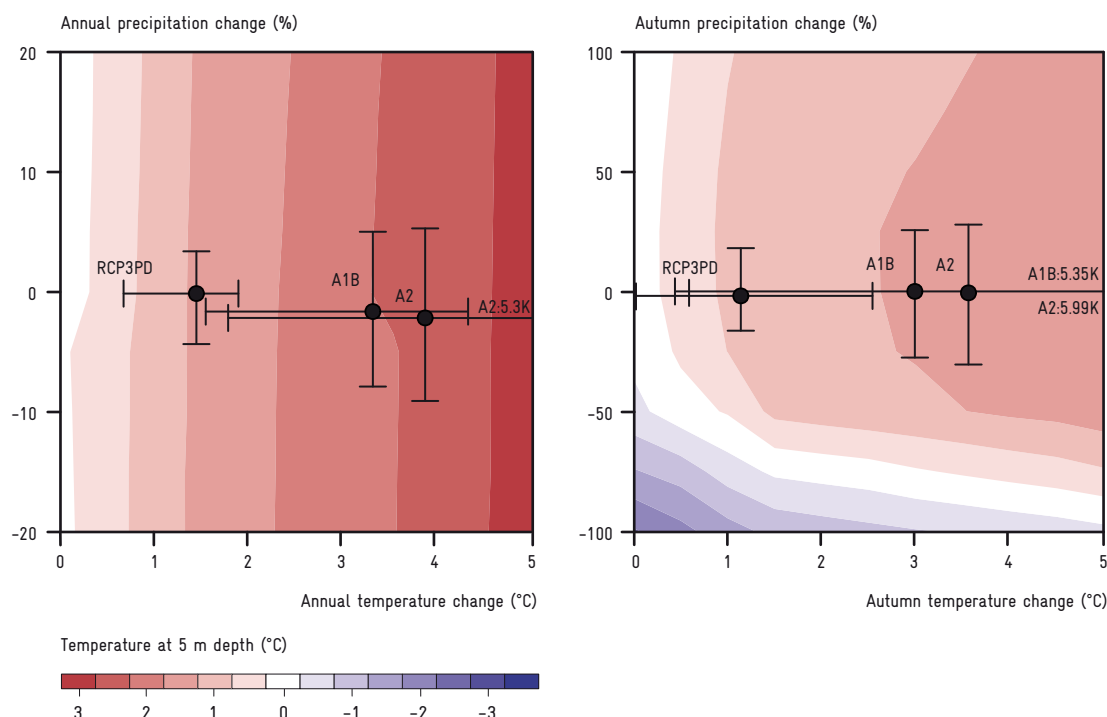 Annual precipitation change (%)
20
10
0
-10
-20
RCP3PD
A1B
A2
A2:5.3K
0
1
2
3
4
5
Annual temperature change (°C)
Autumn precipitation change (%)
100
50
0
-50
-100
RCP3PD
A1B
A2
A1B:5.35K
A2:5.99K
0
1
2
3
4
5
Autumn temperature change (°C)
Temperature at 5 m depth (°C)
3 2 1 0 -1 -2 -3